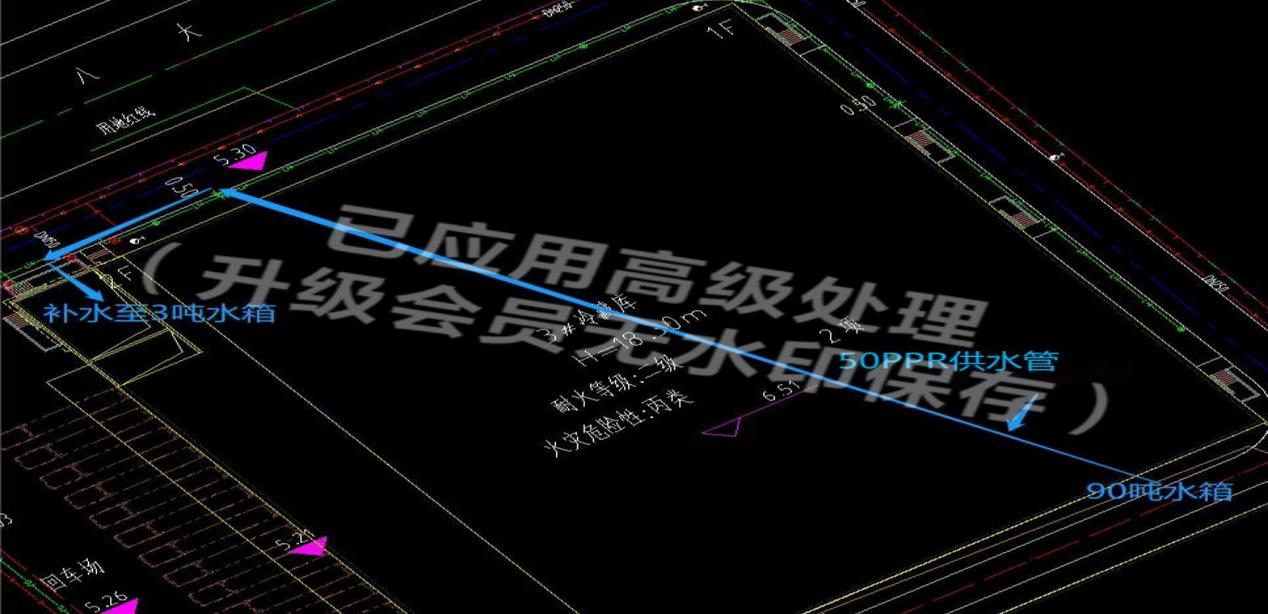 大
八
用地红线
DN250
1F
0.50
5.30
0.50
DN50
2F
补水至3吨水箱
已应用高级处理
（升级会员无水印保存）
3#冷藏库
H=18.30m
耐火等级:二级
火灾危险性:丙类
2.项
50PPR供水管
6.51
DN50
90吨水箱
5.21
回车场
5.26